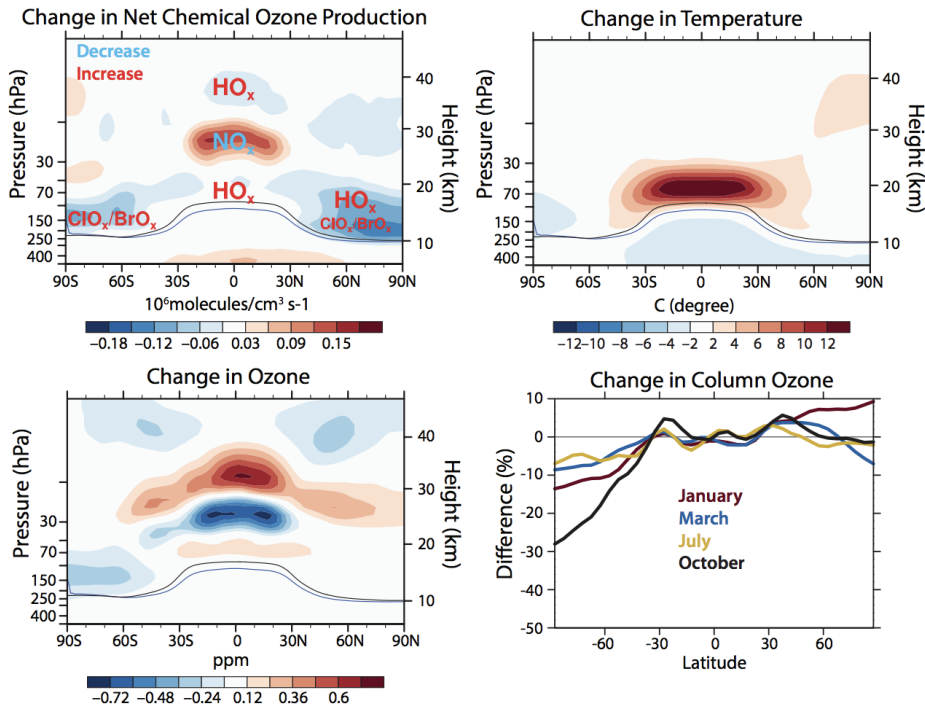 Change in Net Chemical Ozone Production
Decrease
Increase
HOₓ
NOₓ
HOₓ
ClOₓ/BrOₓ
HOₓ
ClOₓ/BrOₓ
Pressure (hPa)
30
70
150
250
400
Height (km)
40
30
20
10
90S 60S 30S 0 30N 60N 90N
10⁶molecules/cm³ s-1
−0.18 −0.12 −0.06 0.03 0.09 0.15
Change in Temperature
Pressure (hPa)
30
70
150
250
400
Height (km)
40
30
20
10
90S 60S 30S 0 30N 60N 90N
C (degree)
−12 −10 −8 −6 −4 −2 2 4 6 8 10 12
Change in Ozone
Pressure (hPa)
30
70
150
250
400
Height (km)
40
30
20
10
90S 60S 30S 0 30N 60N 90N
ppm
−0.72 −0.48 −0.24 0.12 0.36 0.6
Change in Column Ozone
Difference (%)
10
0
-10
-20
-30
-40
-50
January
March
July
October
-60 -30 0 30 60
Latitude